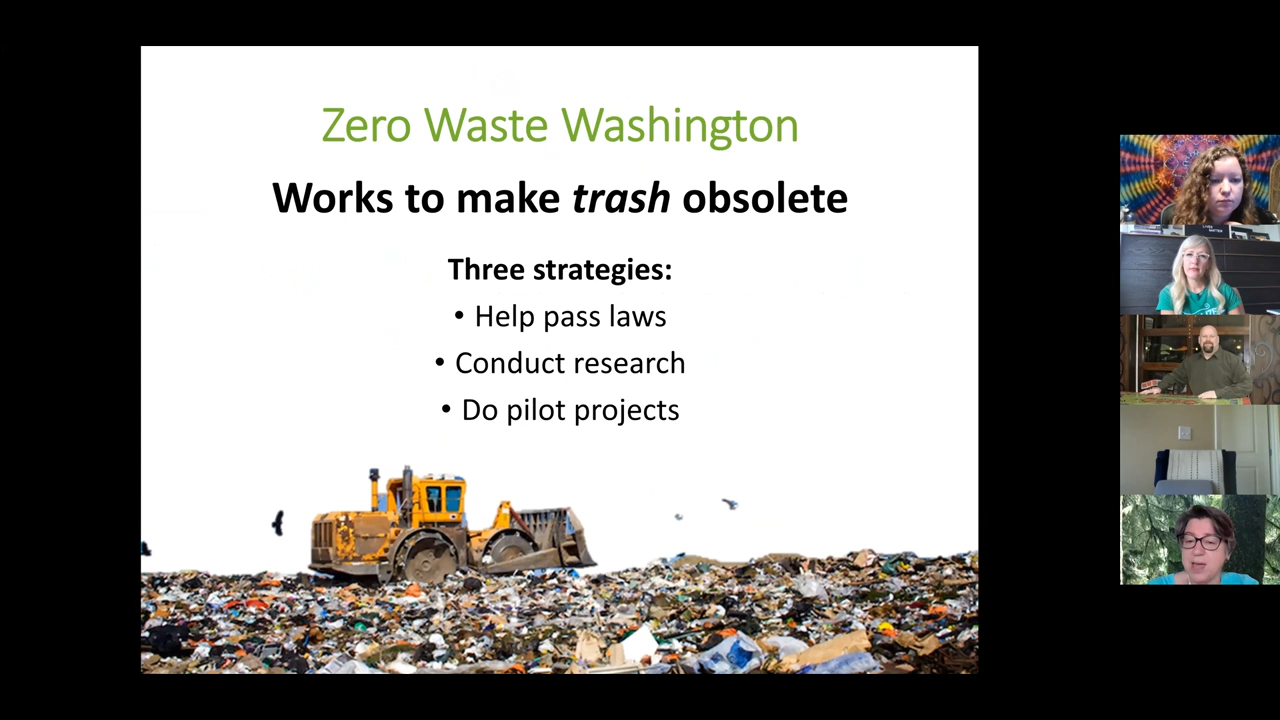 Zero Waste Washington
Works to make trash obsolete
Three strategies:
• Help pass laws
• Conduct research
• Do pilot projects